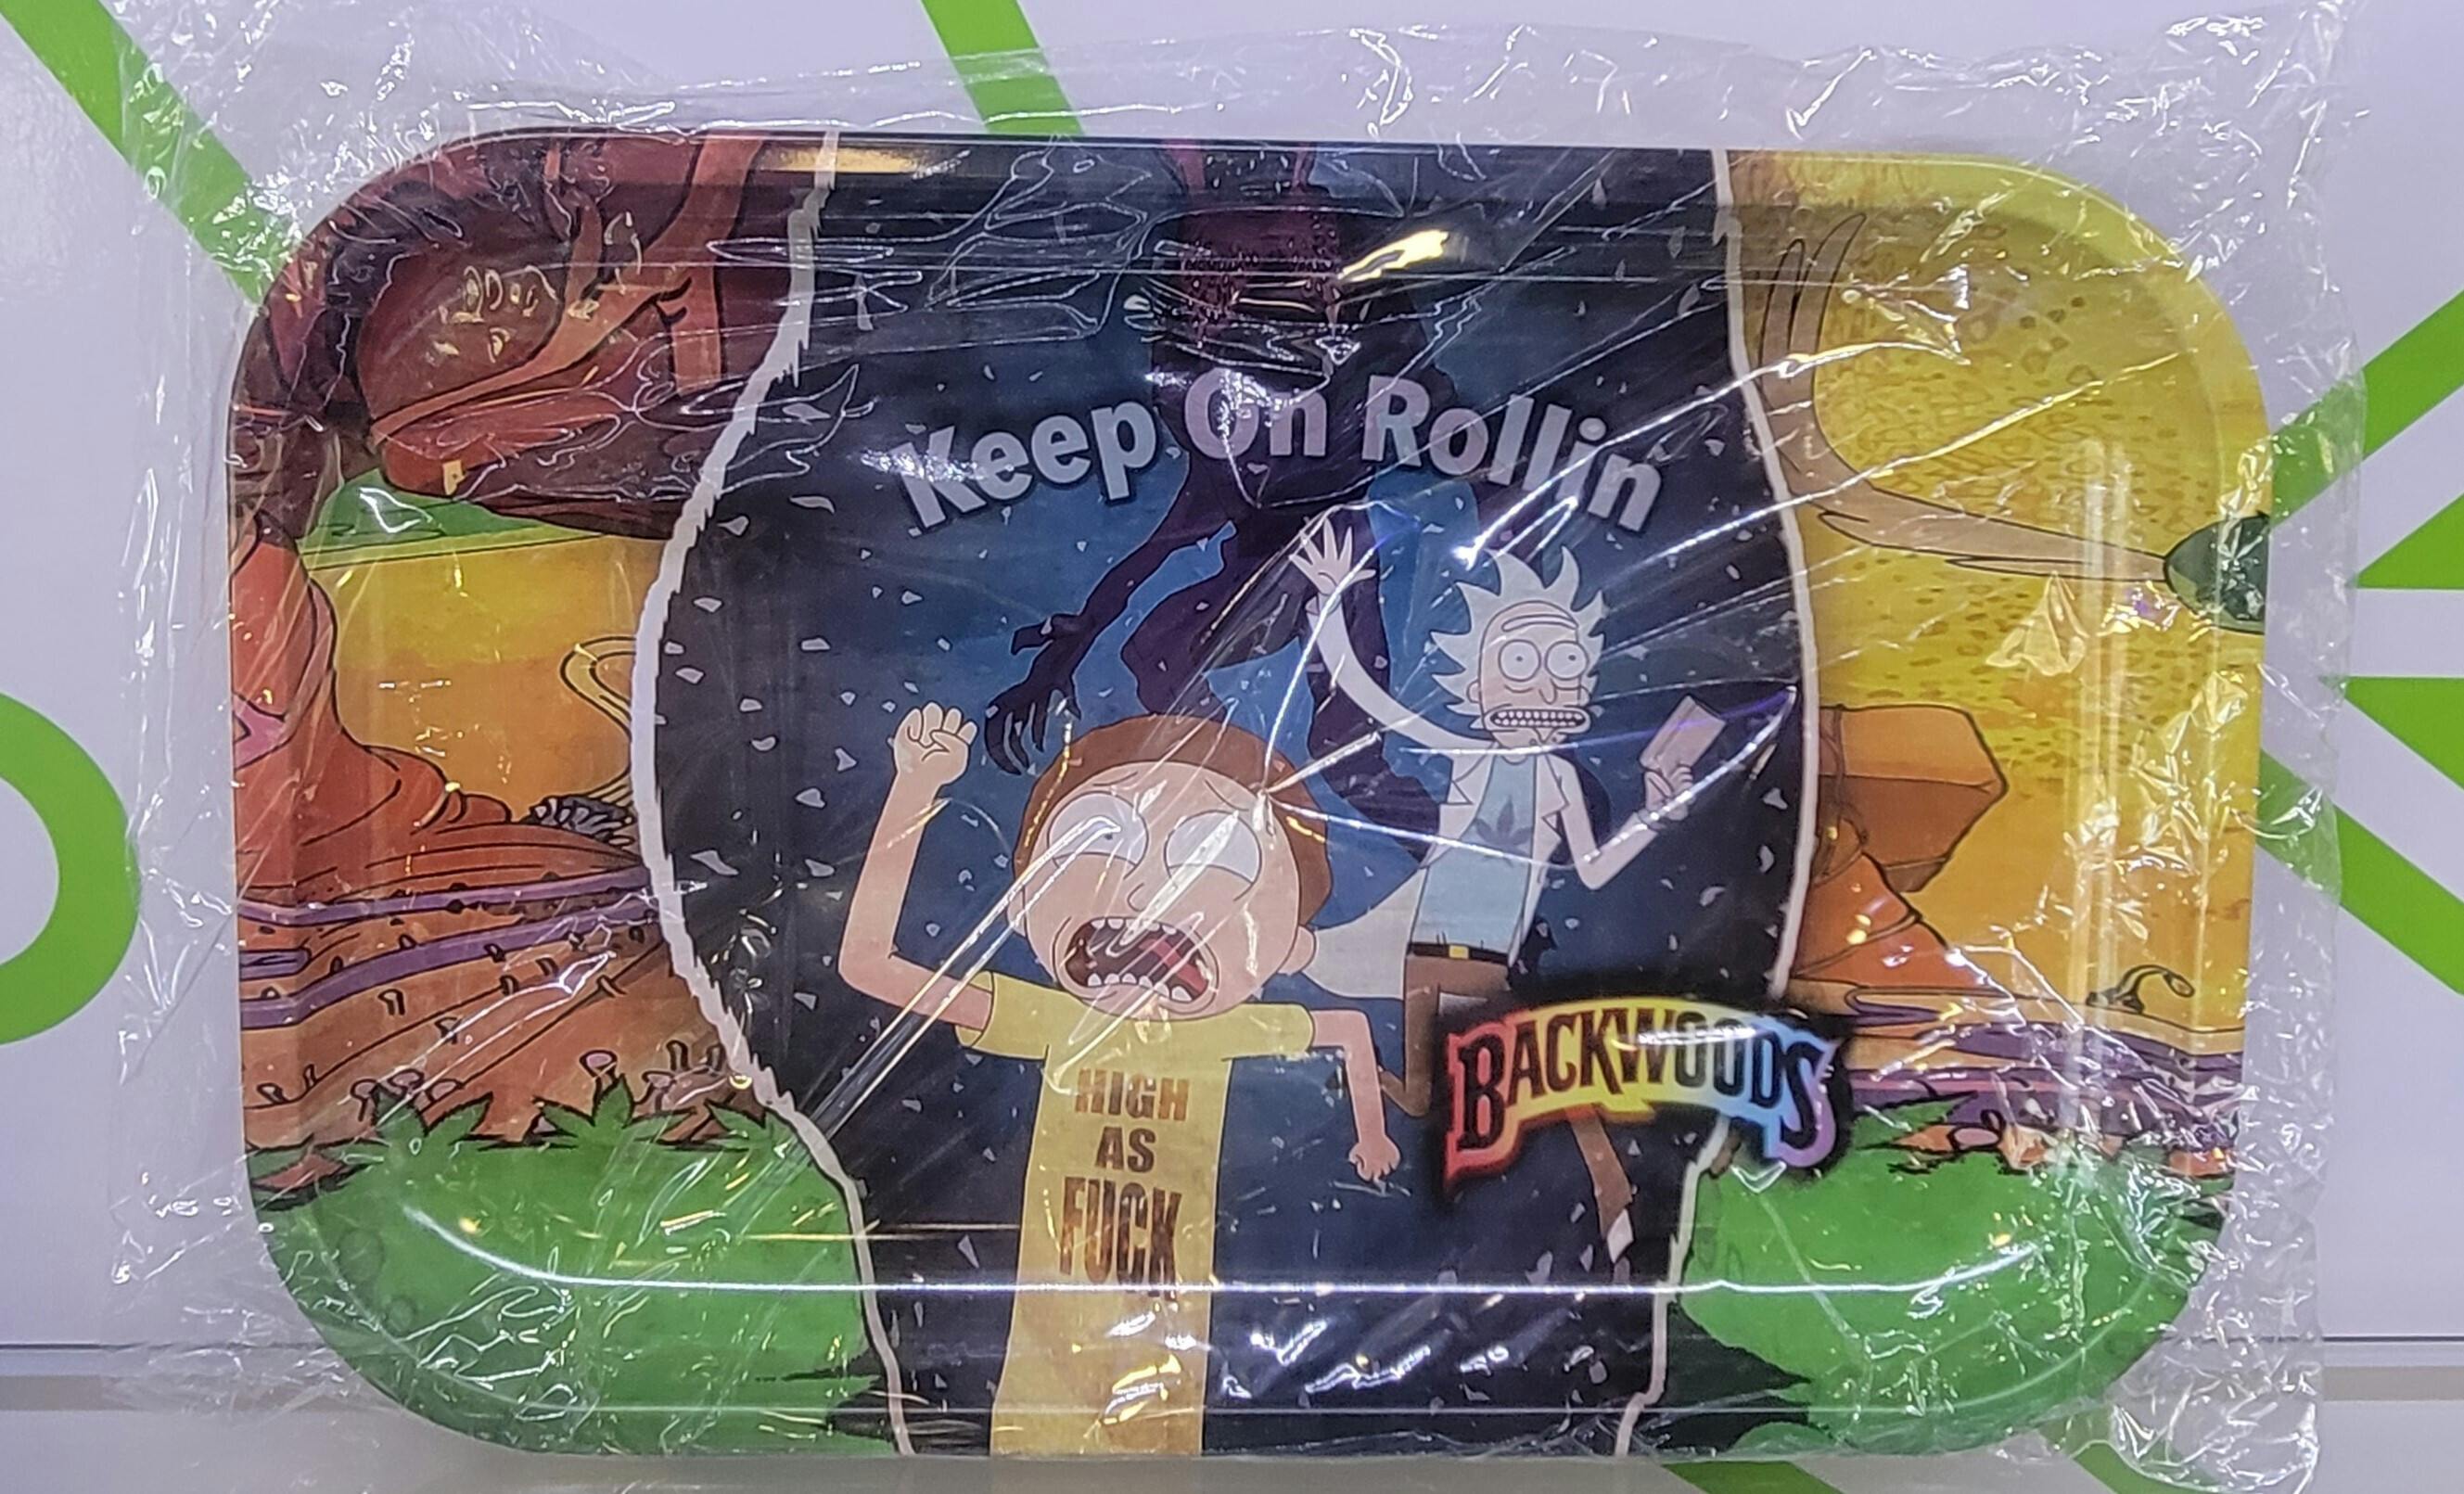 Keep On Rollin
BACKWOODS
HIGH
AS
FUCK